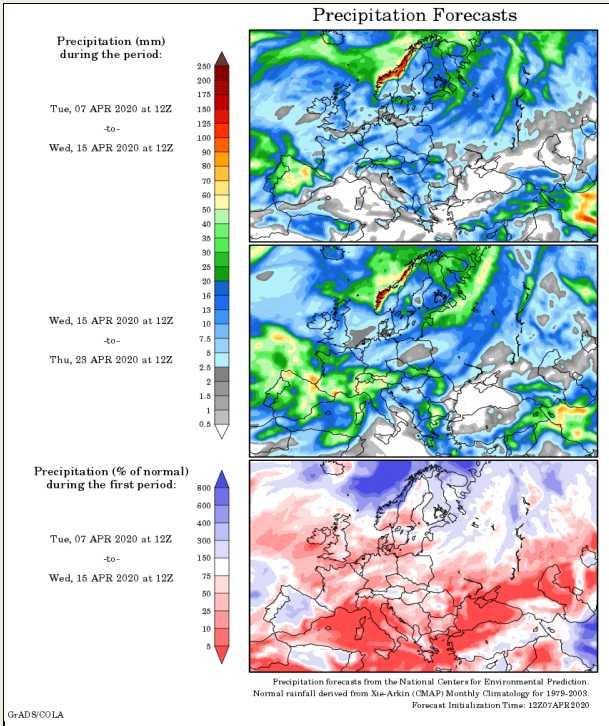 Precipitation Forecasts
Precipitation (mm)
during the period:
Tue, 07 APR 2020 at 12Z
-to-
Wed, 15 APR 2020 at 12Z
250
200
175
150
125
100
90
80
70
60
50
40
35
30
25
20
16
13
10
7.5
5
2.5
2
1.5
1
0.5
Wed, 15 APR 2020 at 12Z
-to-
Thu, 23 APR 2020 at 12Z
Precipitation (% of normal)
during the first period:
Tue, 07 APR 2020 at 12Z
-to-
Wed, 15 APR 2020 at 12Z
800
600
400
300
150
75
50
25
10
5
Precipitation forecasts from the National Centers for Environmental Prediction.
Normal rainfall derived from Xie-Arkin (CMAP) Monthly Climatology for 1979-2003.
Forecast Initialization Time: 12Z07APR2020
GrADS/COLA